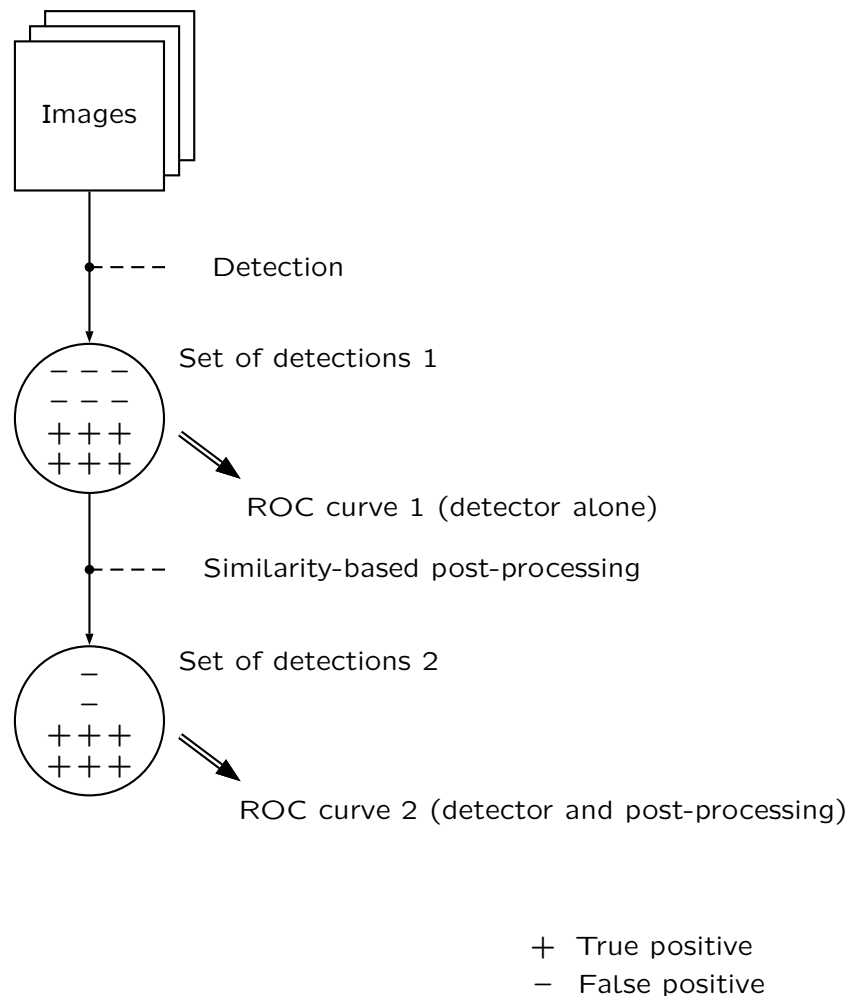 Images
Detection
Set of detections 1
− − −
− − −
+ + +
+ + +
ROC curve 1 (detector alone)
Similarity-based post-processing
Set of detections 2
−
−
+ + +
+ + +
ROC curve 2 (detector and post-processing)
+ True positive
− False positive